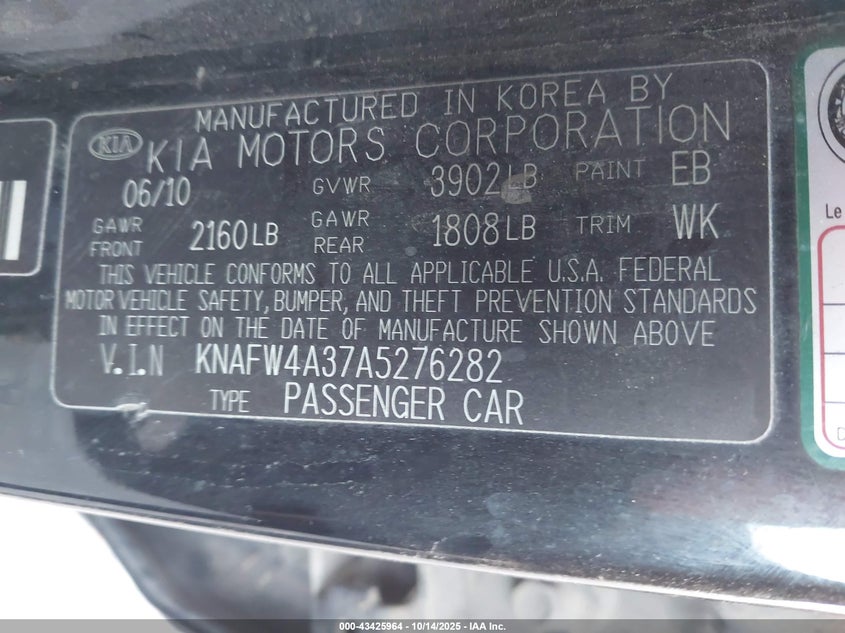 MANUFACTURED IN KOREA BY
KIA KIA MOTORS CORPORATION
06/10 GVWR 3902LB PAINT EB
GAWR FRONT 2160LB GAWR REAR 1808LB TRIM WK
THIS VEHICLE CONFORMS TO ALL APPLICABLE U.S.A. FEDERAL
MOTOR VEHICLE SAFETY, BUMPER, AND THEFT PREVENTION STANDARDS
IN EFFECT ON THE DATE OF MANUFACTURE SHOWN ABOVE
V.I.N KNAFW4A37A5276282
TYPE PASSENGER CAR
Le
D
000-43425964 - 10/14/2025 - IAA Inc.